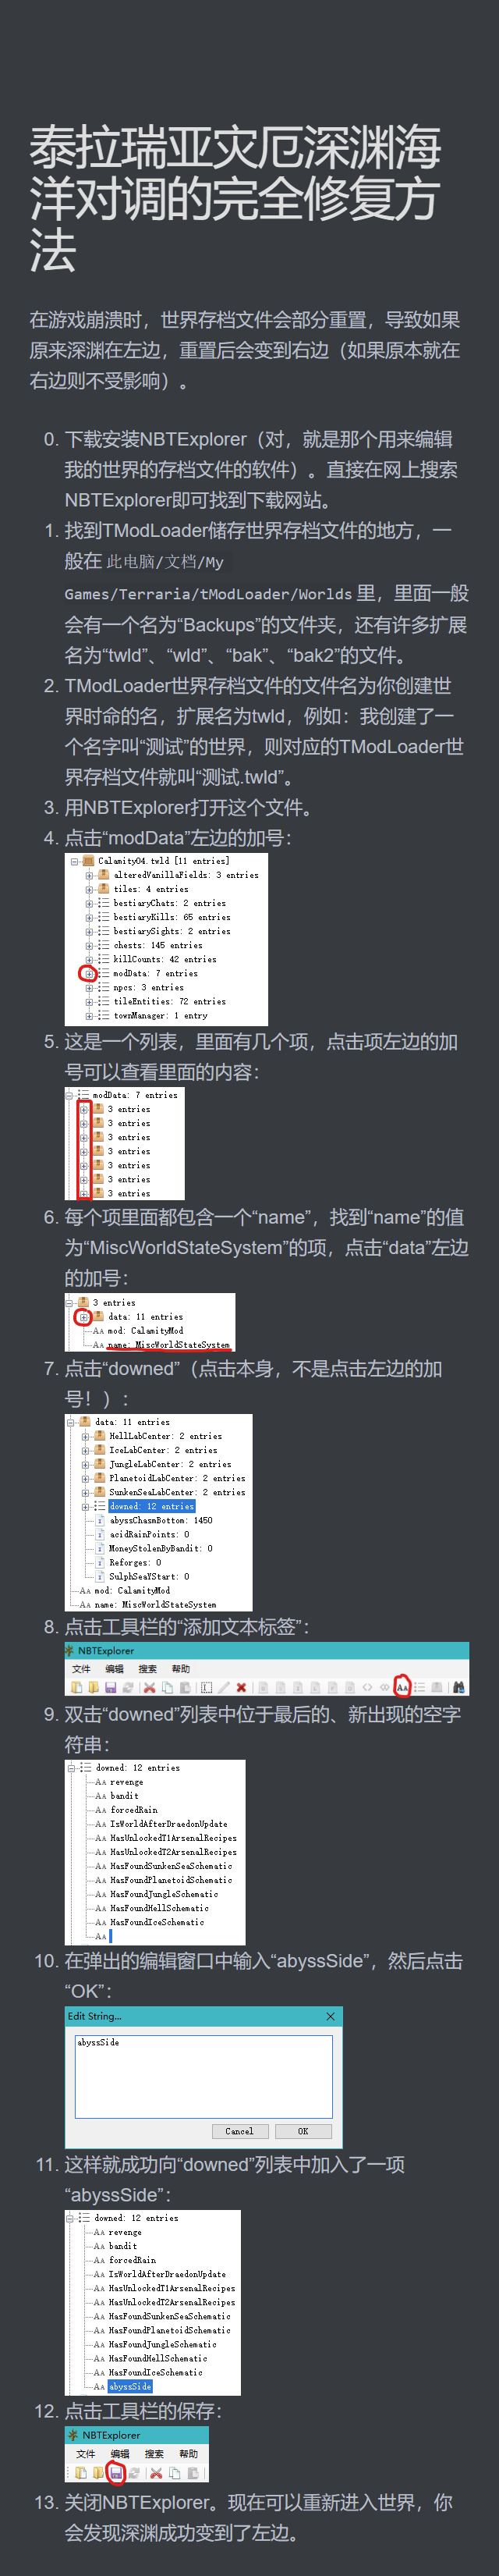 泰拉瑞亚灾厄深渊海
洋对调的完全修复方
法
在游戏崩溃时，世界存档文件会部分重置，导致如果
原来深渊在左边，重置后会变到右边（如果原本就在
右边则不受影响）。
0. 下载安装NBTExplorer（对，就是那个用来编辑
我的世界的存档文件的软件）。直接在网上搜索
NBTExplorer即可找到下载网站。
1. 找到TModLoader储存世界存档文件的地方，一
般在 此电脑/文档/My
Games/Terraria/tModLoader/Worlds 里，里面一般
会有一个名为“Backups”的文件夹，还有许多扩展
名为“twld”、“wld”、“bak”、“bak2”的文件。
2. TModLoader世界存档文件的文件名为你创建世
界时命的名，扩展名为twld，例如：我创建了一
个名字叫“测试”的世界，则对应的TModLoader世
界存档文件就叫“测试.twld”。
3. 用NBTExplorer打开这个文件。
4. 点击“modData”左边的加号：
Calamity04.twld [11 entries]
alteredVanillaFields: 3 entries
tiles: 4 entries
bestiaryChats: 2 entries
bestiaryKills: 65 entries
bestiarySights: 2 entries
chests: 145 entries
killCounts: 42 entries
modData: 7 entries
npcs: 3 entries
tileEntities: 72 entries
townManager: 1 entry
5. 这是一个列表，里面有几个项，点击项左边的加
号可以查看里面的内容：
modData: 7 entries
3 entries
3 entries
3 entries
3 entries
3 entries
3 entries
3 entries
6. 每个项里面都包含一个“name”，找到“name”的值
为“MiscWorldStateSystem”的项，点击“data”左边
的加号：
3 entries
data: 11 entries
mod: CalamityMod
name: MiscWorldStateSystem
7. 点击“downed”（点击本身，不是点击左边的加
号！）：
data: 11 entries
HellLabCenter: 2 entries
IceLabCenter: 2 entries
JungleLabCenter: 2 entries
PlanetoidLabCenter: 2 entries
SunkenSeaLabCenter: 2 entries
downed: 12 entries
abyssChasmBottom: 1450
acidRainPoints: 0
MoneyStolenByBandit: 0
Reforges: 0
SulphSeaYStart: 0
mod: CalamityMod
name: MiscWorldStateSystem
8. 点击工具栏的“添加文本标签”：
NBTExplorer
文件 编辑 搜索 帮助
9. 双击“downed”列表中位于最后的、新出现的空字
符串：
downed: 12 entries
revenge
bandit
forcedRain
IsWorldAfterDraedonUpdate
HasUnlockedT1ArsenalRecipes
HasUnlockedT2ArsenalRecipes
HasFoundSunkenSeaSchematic
HasFoundPlanetoidSchematic
HasFoundJungleSchematic
HasFoundHellSchematic
HasFoundIceSchematic
10. 在弹出的编辑窗口中输入“abyssSide”，然后点击
“OK”：
Edit String...
abyssSide
Cancel OK
11. 这样就成功向“downed”列表中加入了一项
“abyssSide”：
downed: 12 entries
revenge
bandit
forcedRain
IsWorldAfterDraedonUpdate
HasUnlockedT1ArsenalRecipes
HasUnlockedT2ArsenalRecipes
HasFoundSunkenSeaSchematic
HasFoundPlanetoidSchematic
HasFoundJungleSchematic
HasFoundHellSchematic
HasFoundIceSchematic
abyssSide
12. 点击工具栏的保存：
NBTExplorer
文件 编辑 搜索 帮助
13. 关闭NBTExplorer。现在可以重新进入世界，你
会发现深渊成功变到了左边。